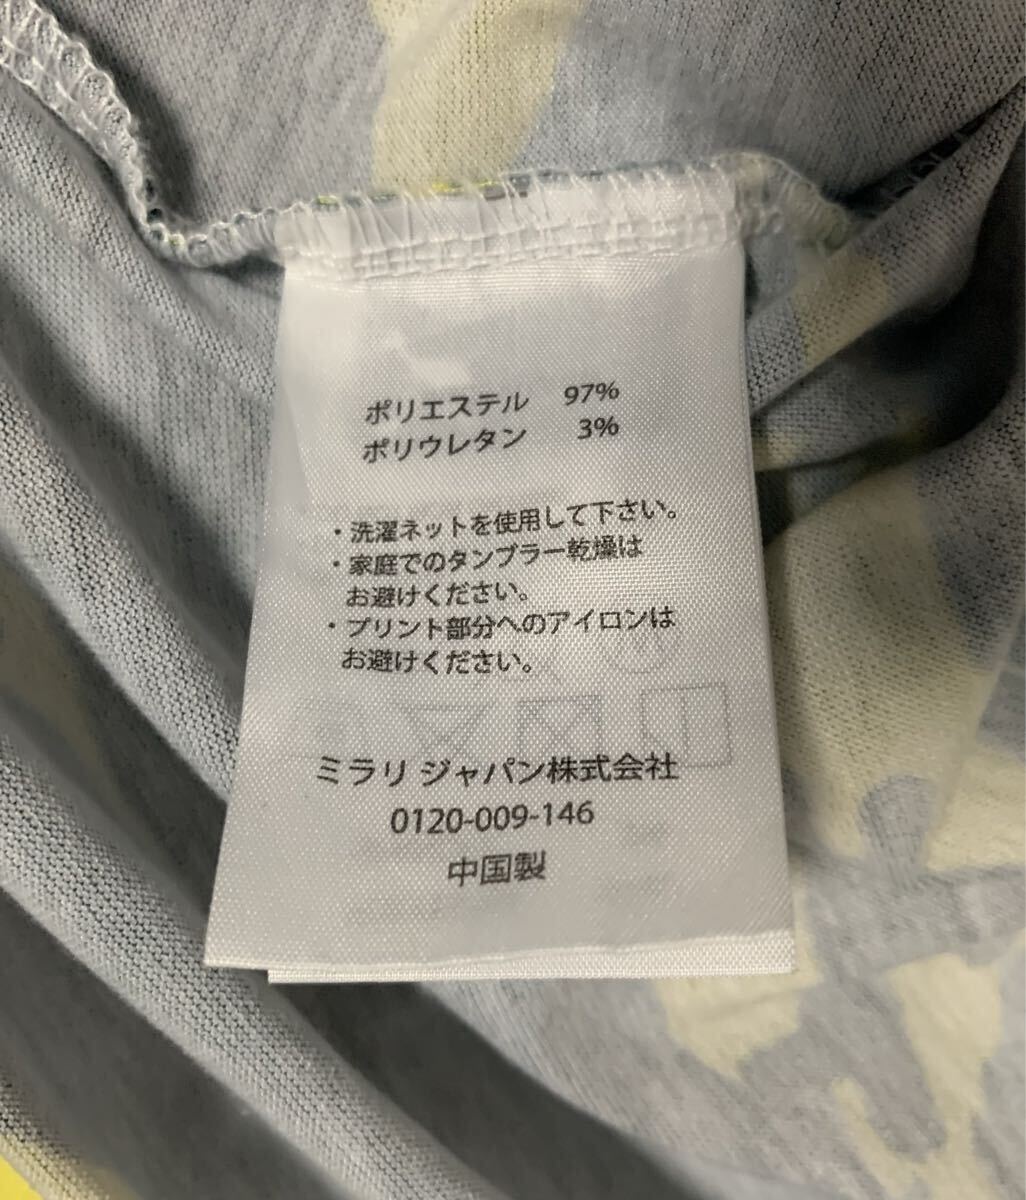 ポリエステル 97%
ポリウレタン 3%
・洗濯ネットを使用して下さい。
・家庭でのタンブラー乾燥は
お避けください。
・プリント部分へのアイロンは
お避けください。
ミラリ ジャパン株式会社
0120-009-146
中国製